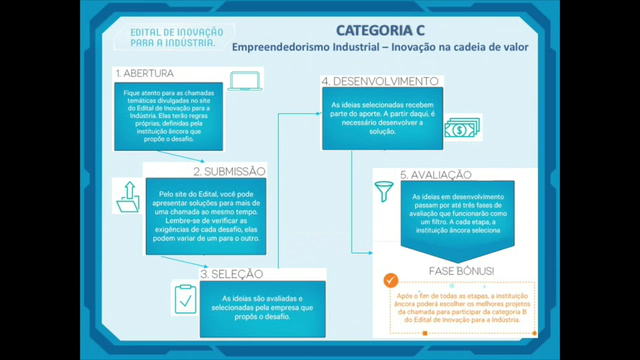 EDITAL DE INOVAÇÃO
PARA A INDÚSTRIA.
CATEGORIA C
Empreendedorismo Industrial – Inovação na cadeia de valor
1. ABERTURA
Fique atento para as chamadas
temáticas divulgadas no site
do Edital de Inovação para a
Indústria. Elas terão regras
próprias, definidas pela
instituição âncora que
propõe o desafio.
2. SUBMISSÃO
Pelo site do Edital, você pode
apresentar soluções para mais de
uma chamada ao mesmo tempo.
Lembre-se de verificar as
exigências de cada desafio, elas
podem variar de um para o outro.
3. SELEÇÃO
As ideias são avaliadas e
selecionadas pela empresa que
propôs o desafio.
4. DESENVOLVIMENTO
As ideias selecionadas recebem
parte do aporte. A partir daqui, é
necessário desenvolver a
solução.
5. AVALIAÇÃO
As ideias em desenvolvimento
passam por até três fases de
avaliação que funcionarão como
um filtro. A cada etapa, a
instituição âncora seleciona
FASE BÔNUS!
Após o fim de todas as etapas, a instituição
âncora poderá escolher os melhores projetos
da chamada para participar da categoria B
do Edital de Inovação para a Indústria.